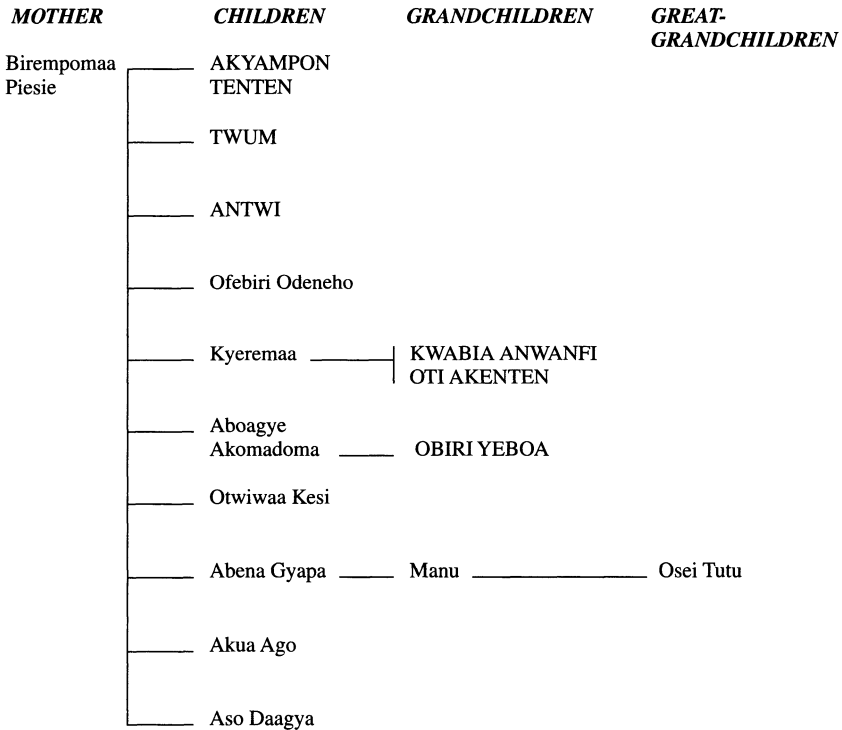 MOTHER CHILDREN GRANDCHILDREN GREAT-
GRANDCHILDREN
Birempomaa AKYAMPON
Piesie TENTEN
TWUM
ANTWI
Ofebiri Odeneho
Kyeremaa KWABIA ANWANFI
OTI AKENTEN
Aboagye
Akomadoma OBIRI YEBOA
Otwiwaa Kesi
Abena Gyapa Manu Osei Tutu
Akua Ago
Aso Daagya